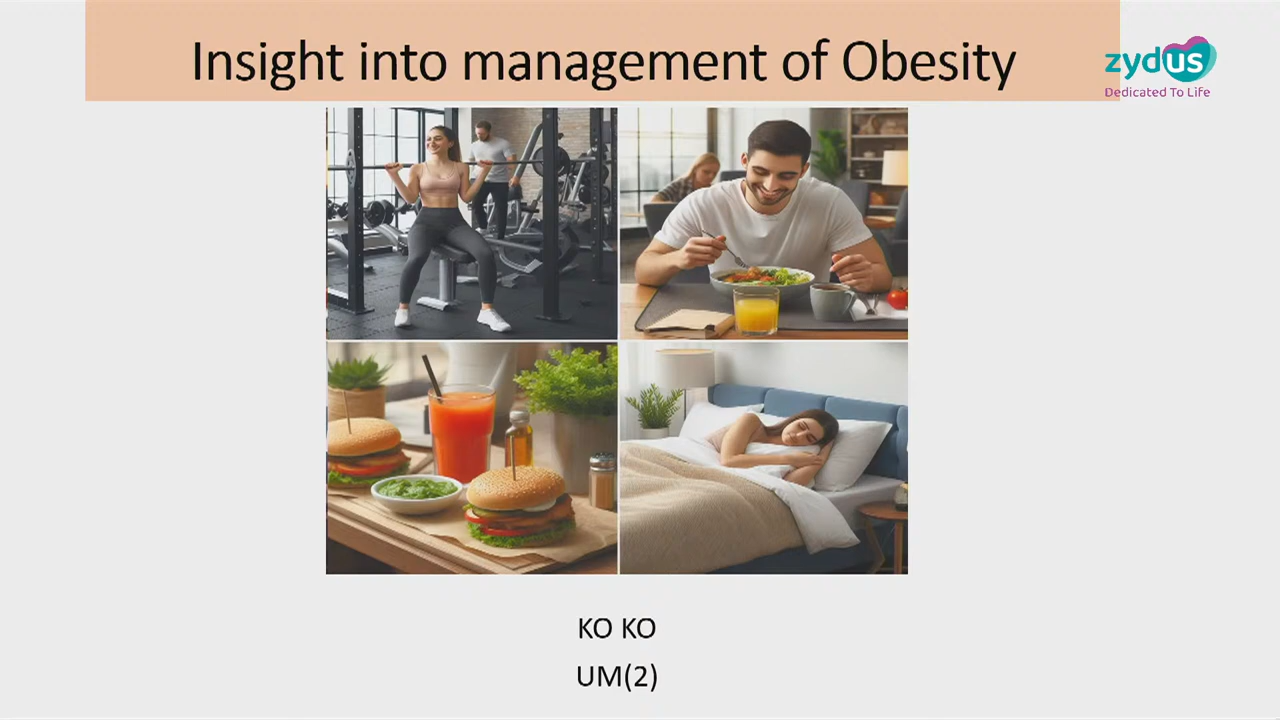 Insight into management of Obesity
zydus
Dedicated To Life
KO KO
UM(2)